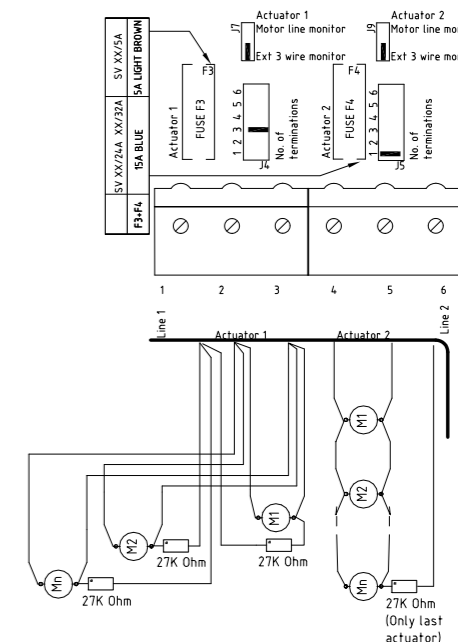 Actuator 1
Motor line monitor
Ext 3 wire monitor
J7
Actuator 2
Motor line mo
Ext 3 wire mo
J9
SV XX/5A
5A LIGHT BROWN
SV XX/24A XX/32A
15A BLUE
F3+F4
Actuator 1
FUSE F3
F3
1 2 3 4 5 6
No. of
terminations
J4
Actuator 2
FUSE F4
F4
1 2 3 4 5 6
No. of
terminations
J5
1 2 3 4 5 6
Line 1
Actuator 1
Actuator 2
Line 2
M1
M2
M1
27K Ohm
M2
27K Ohm
Mn
27K Ohm
Mn
27K Ohm
(Only last
actuator)